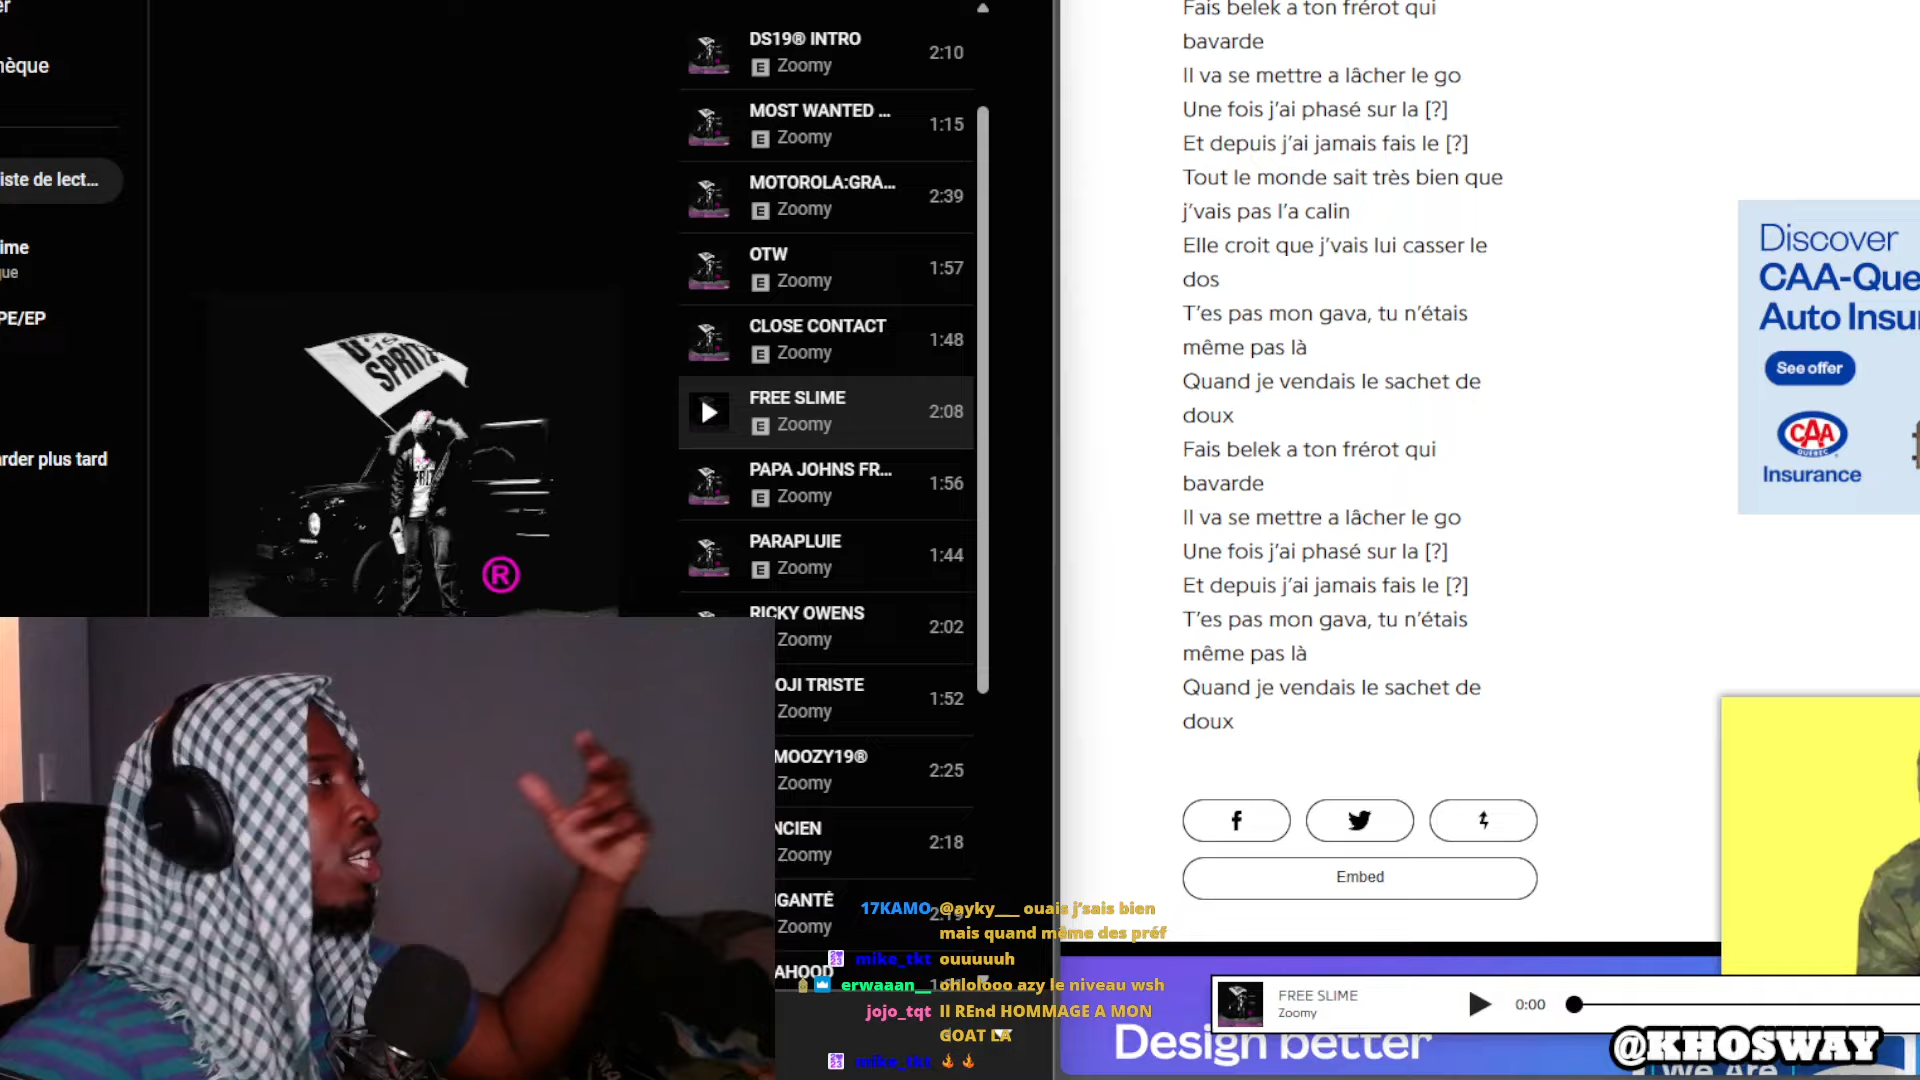 er
hèque
iste de lect...
ime
que
PE/EP
arder plus tard
SPRITZ
®
DS19® INTRO
E Zoomy
2:10
MOST WANTED ...
E Zoomy
1:15
MOTOROLA:GRA...
E Zoomy
2:39
OTW
E Zoomy
1:57
CLOSE CONTACT
E Zoomy
1:48
FREE SLIME
E Zoomy
2:08
PAPA JOHNS FR...
E Zoomy
1:56
PARAPLUIE
E Zoomy
1:44
RICKY OWENS
Zoomy
2:02
OJI TRISTE
Zoomy
1:52
MOOZY19®
Zoomy
2:25
NCIEN
Zoomy
2:18
GANTÉ
Zoomy
AHOOD
Fais belek a ton frérot qui
bavarde
Il va se mettre a lâcher le go
Une fois j'ai phasé sur la [?]
Et depuis j'ai jamais fais le [?]
Tout le monde sait très bien que
j'vais pas l'a calin
Elle croit que j'vais lui casser le
dos
T'es pas mon gava, tu n'étais
même pas là
Quand je vendais le sachet de
doux
Fais belek a ton frérot qui
bavarde
Il va se mettre a lâcher le go
Une fois j'ai phasé sur la [?]
Et depuis j'ai jamais fais le [?]
T'es pas mon gava, tu n'étais
même pas là
Quand je vendais le sachet de
doux
Embed
Discover
CAA-Que
Auto Insu
See offer
CAA
QUÉBEC
Insurance
17KAMO @ayky___ ouais j'sais bien
mais quand même des préf
mike_tkt ouuuuuh
erwaaan__ ohlolooo azy le niveau wsh
jojo_tqt Il REnd HOMMAGE A MON
GOAT LA
mike_tkt 🔥 🔥
FREE SLIME
Zoomy
0:00
Design better
@KHOSWAY
We Are